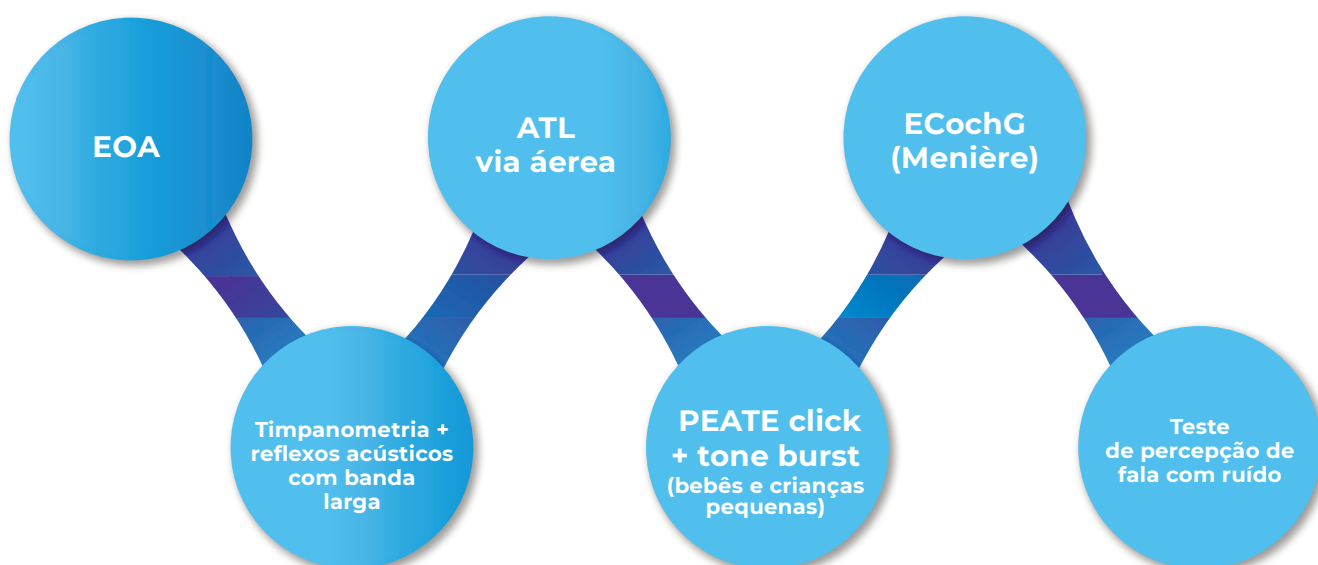 EOA
Timpanometria +
reflexos acústicos
com banda
larga
ATL
via áerea
PEATE click
+ tone burst
(bebês e crianças
pequenas)
ECochG
(Menière)
Teste
de percepção de
fala com ruído